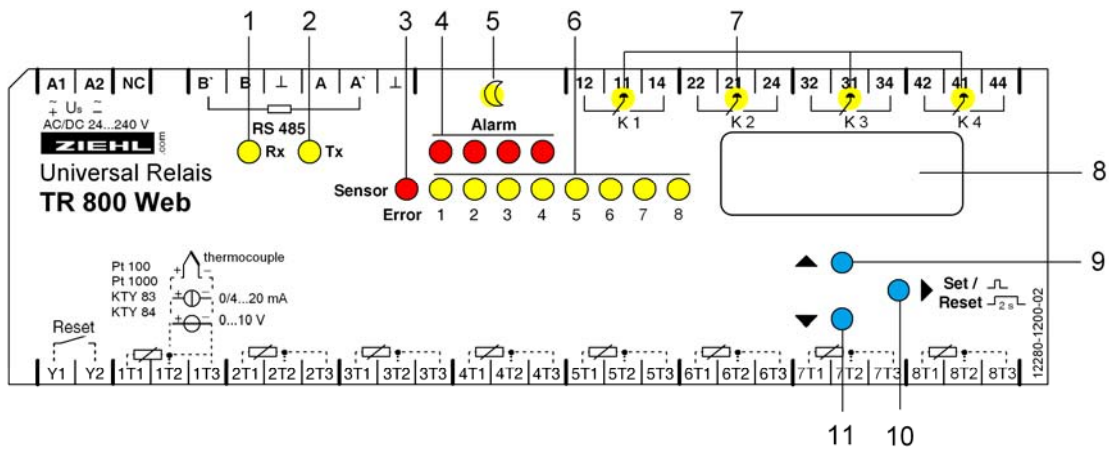 1 2 3 4 5 6 7
A1 A2 NC B` B ⊥ A A` ⊥ 12 11 14 22 21 24 32 31 34 42 41 44
~ Us ~
+ –
AC/DC 24...240 V
RS 485
Alarm
K 1 K 2 K 3 K 4
ZIEHL .com
Rx Tx
Universal Relais
TR 800 Web
Sensor
Error 1 2 3 4 5 6 7 8
8
9
thermocouple
+ –
Pt 100
Pt 1000
KTY 83
KTY 84
+ – 0/4...20 mA
+ – 0...10 V
Set /
Reset 2 s
12280-1200-02
Reset
Y1 Y2 1T1 1T2 1T3 2T1 2T2 2T3 3T1 3T2 3T3 4T1 4T2 4T3 5T1 5T2 5T3 6T1 6T2 6T3 7T1 7T2 7T3 8T1 8T2 8T3
11 10